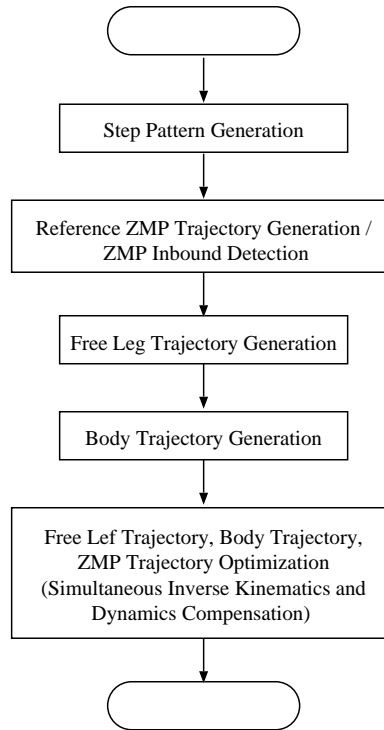 Step Pattern Generation
Reference ZMP Trajectory Generation /
ZMP Inbound Detection
Free Leg Trajectory Generation
Body Trajectory Generation
Free Lef Trajectory, Body Trajectory,
ZMP Trajectory Optimization
(Simultaneous Inverse Kinematics and
Dynamics Compensation)